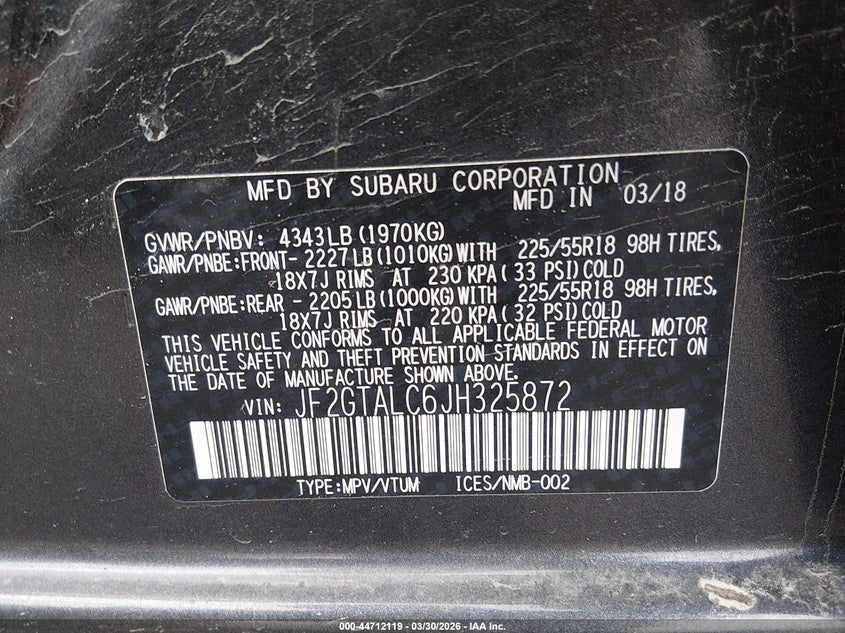 MFD BY SUBARU CORPORATION
MFD IN 03/18
GVWR/PNBV: 4343LB(1970KG)
GAWR/PNBE:FRONT- 2227LB(1010KG)WITH 225/55R18 98H TIRES,
18X7J RIMS AT 230 KPA( 33 PSI)COLD
GAWR/PNBE:REAR - 2205LB(1000KG)WITH 225/55R18 98H TIRES,
18X7J RIMS AT 220 KPA( 32 PSI)COLD
THIS VEHICLE CONFORMS TO ALL APPLICABLE FEDERAL MOTOR
VEHICLE SAFETY AND THEFT PREVENTION STANDARDS IN EFFECT ON
THE DATE OF MANUFACTURE SHOWN ABOVE.
VIN: JF2GTALC6JH325872
TYPE:MPV/VTUM ICES/NMB-002
000-44712119 - 03/30/2026 - IAA Inc.